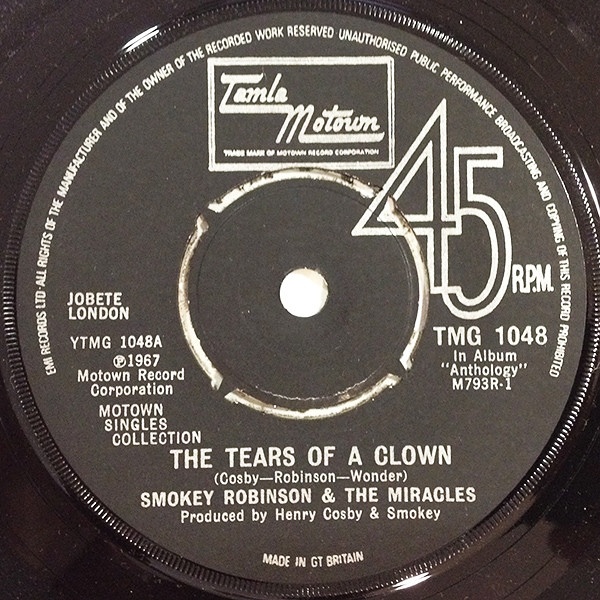 EMI RECORDS LTD ALL RIGHTS OF THE MANUFACTURER AND OF THE OWNER OF THE RECORDED WORK RESERVED UNAUTHORISED PUBLIC PERFORMANCE BROADCASTING AND COPYING OF THIS RECORD PROHIBITED
Tamla
Motown
TRADE MARK OF MOTOWN RECORD CORPORATION
45
R.P.M.
JOBETE
LONDON
YTMG 1048A
Ⓟ1967
Motown Record
Corporation
MOTOWN
SINGLES
COLLECTION
TMG 1048
In Album
"Anthology"
M793R-1
THE TEARS OF A CLOWN
(Cosby—Robinson—Wonder)
SMOKEY ROBINSON & THE MIRACLES
Produced by Henry Cosby & Smokey
MADE IN GT BRITAIN